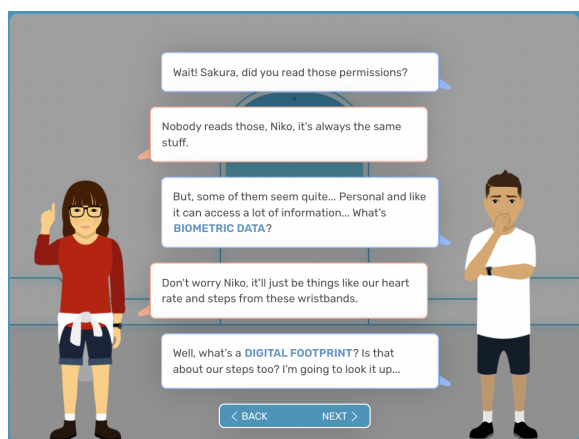 Wait! Sakura, did you read those permissions?
Nobody reads those, Niko, it's always the same
stuff.
But, some of them seem quite... Personal and like
it can access a lot of information... What's
BIOMETRIC DATA?
Don't worry Niko, it'll just be things like our heart
rate and steps from these wristbands.
Well, what's a DIGITAL FOOTPRINT? Is that
about our steps too? I'm going to look it up...
< BACK NEXT >